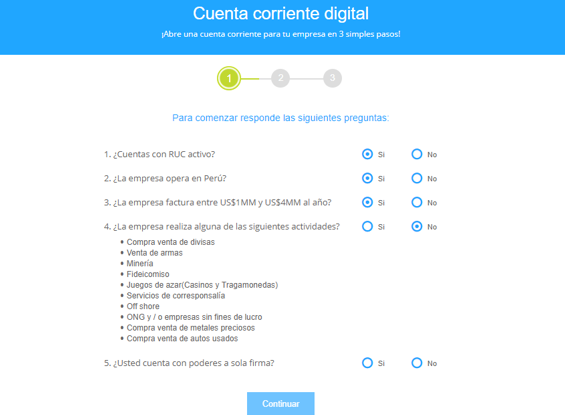 Cuenta corriente digital
¡Abre una cuenta corriente para tu empresa en 3 simples pasos!
1 2 3
Para comenzar responde las siguientes preguntas:
1. ¿Cuentas con RUC activo? Si No
2. ¿La empresa opera en Perú? Si No
3. ¿La empresa factura entre US$1MM y US$4MM al año? Si No
4. ¿La empresa realiza alguna de las siguientes actividades? Si No
• Compra venta de divisas
• Venta de armas
• Minería
• Fideicomiso
• Juegos de azar(Casinos y Tragamonedas)
• Servicios de corresponsalía
• Off shore
• ONG y / o empresas sin fines de lucro
• Compra venta de metales preciosos
• Compra venta de autos usados
5. ¿Usted cuenta con poderes a sola firma? Si No
Continuar